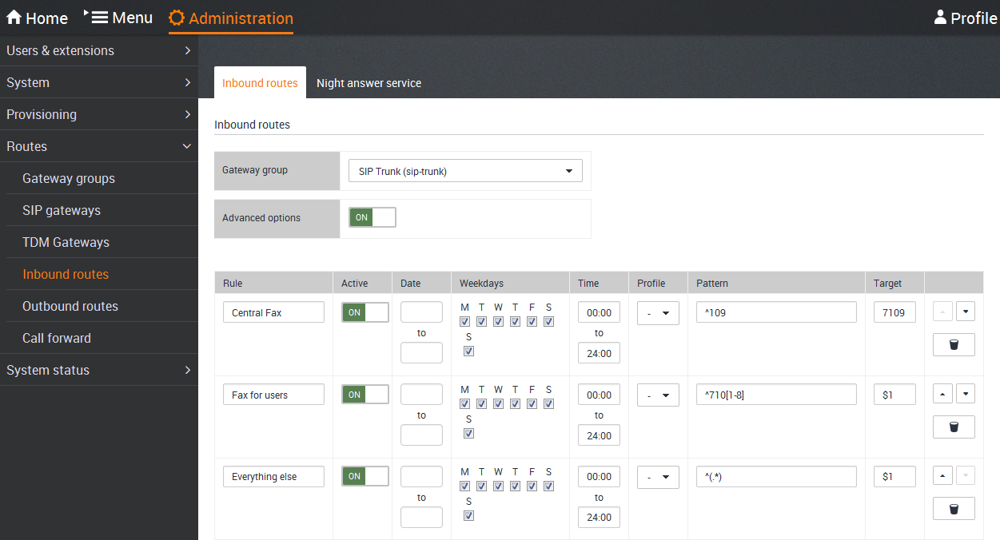 Home Menu Administration Profile
Users & extensions
System
Provisioning
Routes
Gateway groups
SIP gateways
TDM Gateways
Inbound routes
Outbound routes
Call forward
System status
Inbound routes Night answer service
Inbound routes
Gateway group SIP Trunk (sip-trunk)
Advanced options ON
Rule Active Date Weekdays Time Profile Pattern Target
Central Fax ON M T W T F S 00:00 - ^109 7109
to S to
24:00
Fax for users ON M T W T F S 00:00 - ^710[1-8] $1
to S to
24:00
Everything else ON M T W T F S 00:00 - ^(.*) $1
to S to
24:00